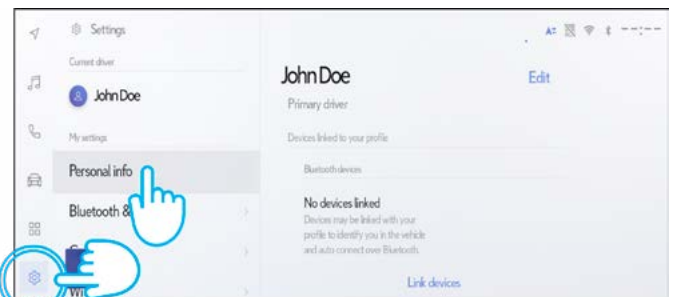 Settings
--:--
Current driver
John Doe
My settings
Personal info
Bluetooth &
John Doe
Edit
Primary driver
Devices linked to your profile
Bluetooth devices
No devices linked
Devices may be linked with your
profile to identify you in the vehicle
and auto connect over Bluetooth.
Link devices